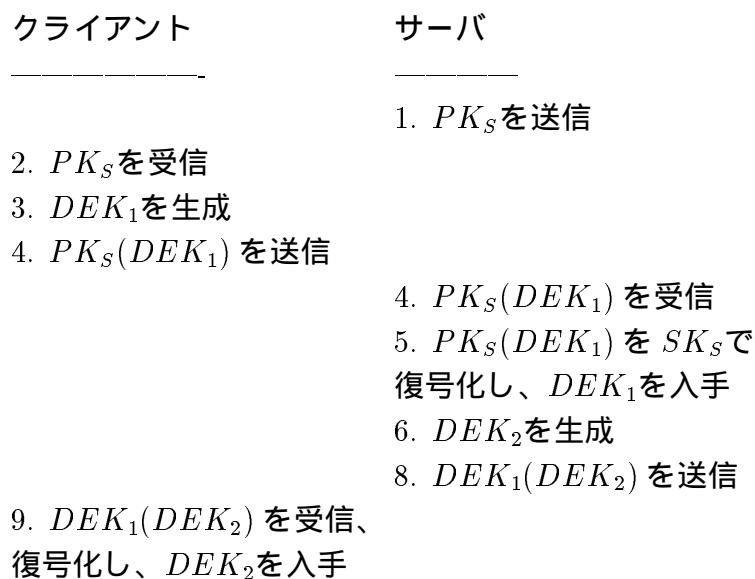 クライアント サーバ
——————- ————
1. PK_Sを送信
2. PK_Sを受信
3. DEK_1を生成
4. PK_S(DEK_1) を送信
4. PK_S(DEK_1) を受信
5. PK_S(DEK_1) を SK_Sで
復号化し、DEK_1を入手
6. DEK_2を生成
8. DEK_1(DEK_2) を送信
9. DEK_1(DEK_2) を受信、
復号化し、DEK_2を入手